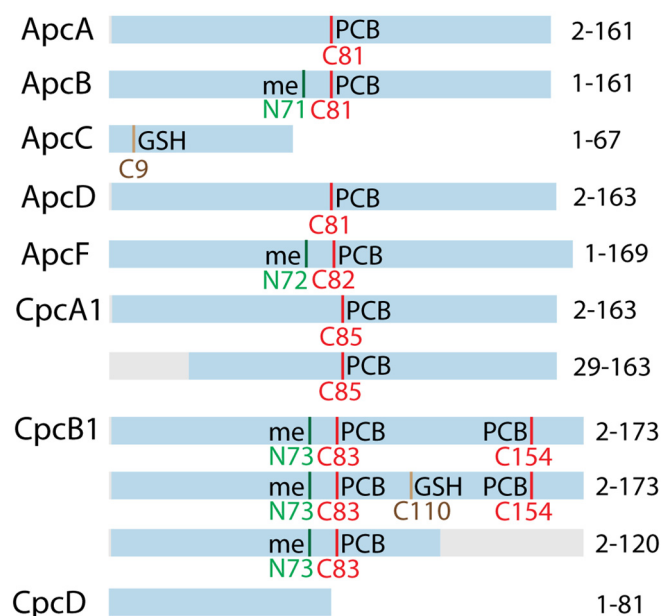 ApcA PCB 2-161
C81
ApcB me PCB 1-161
N71 C81
ApcC GSH 1-67
C9
ApcD PCB 2-163
C81
ApcF me PCB 1-169
N72 C82
CpcA1 PCB 2-163
C85
PCB 29-163
C85
CpcB1 me PCB PCB 2-173
N73 C83 C154
me PCB GSH PCB 2-173
N73 C83 C110 C154
me PCB 2-120
N73 C83
CpcD 1-81